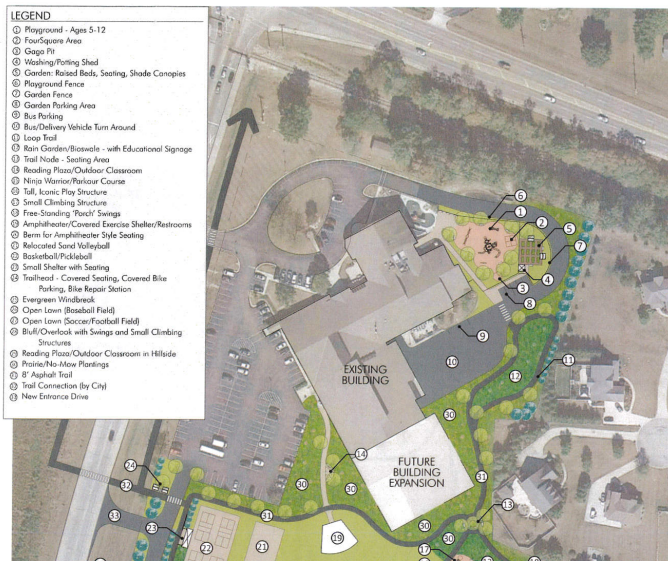 LEGEND
① Playground - Ages 5-12
② FourSquare Area
③ Gaga Pit
④ Washing/Potting Shed
⑤ Garden: Raised Beds, Seating, Shade Canopies
⑥ Playground Fence
⑦ Garden Fence
⑧ Garden Parking Area
⑨ Bus Parking
⑩ Bus/Delivery Vehicle Turn Around
⑪ Loop Trail
⑫ Rain Garden/Bioswale - with Educational Signage
⑬ Trail Node - Seating Area
⑭ Reading Plaza/Outdoor Classroom
⑮ Ninja Warrior/Parkour Course
⑯ Tall, Iconic Play Structure
⑰ Small Climbing Structure
⑱ Free-Standing 'Porch' Swings
⑲ Amphitheater/Covered Exercise Shelter/Restrooms
⑳ Berm for Amphitheater Style Seating
㉑ Relocated Sand Volleyball
㉒ Basketball/Pickleball
㉓ Small Shelter with Seating
㉔ Trailhead - Covered Seating, Covered Bike
Parking, Bike Repair Station
㉕ Evergreen Windbreak
㉖ Open Lawn (Baseball Field)
㉗ Open Lawn (Soccer/Football Field)
㉘ Bluff/Overlook with Swings and Small Climbing
Structures
㉙ Reading Plaza/Outdoor Classroom in Hillside
㉚ Prairie/No-Mow Plantings
㉛ 8' Asphalt Trail
㉜ Trail Connection (by City)
㉝ New Entrance Drive
6
1
2
5
7
4
3
8
9
10
11
12
EXISTING
BUILDING
30
14
30
30
FUTURE
BUILDING
EXPANSION
31
24
32
33
31
13
23
22
21
19
30
30
17